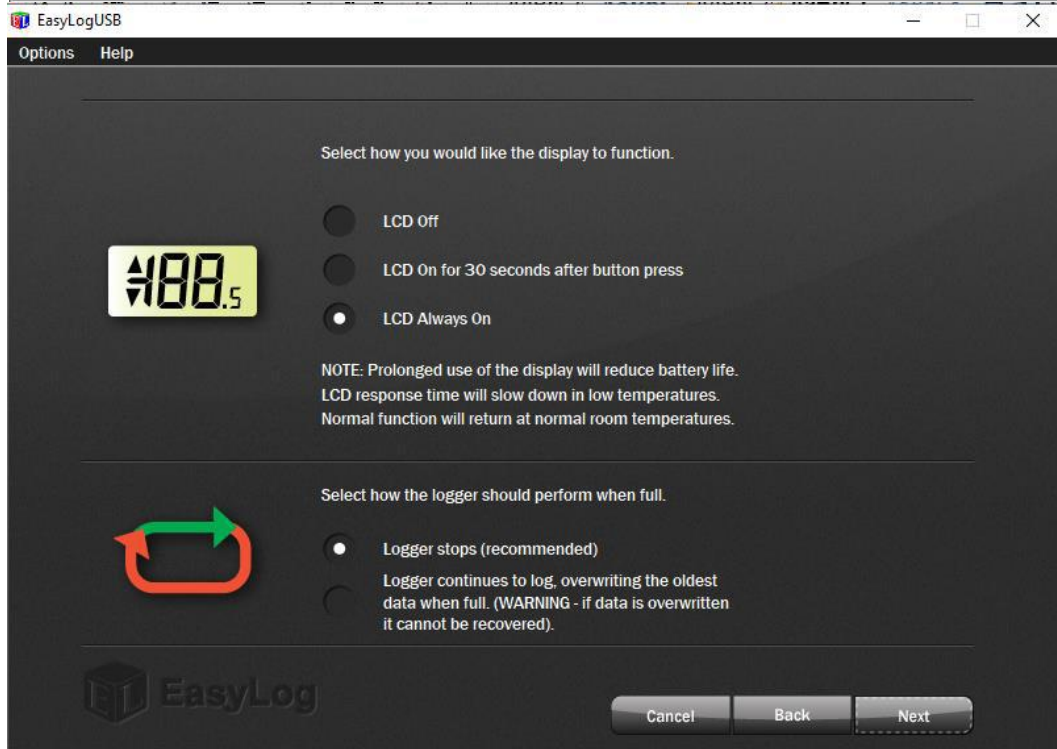 EasyLogUSB
Options Help
Select how you would like the display to function.
LCD Off
LCD On for 30 seconds after button press
188.5
LCD Always On
NOTE: Prolonged use of the display will reduce battery life.
LCD response time will slow down in low temperatures.
Normal function will return at normal room temperatures.
Select how the logger should perform when full.
Logger stops (recommended)
Logger continues to log, overwriting the oldest
data when full. (WARNING - if data is overwritten
it cannot be recovered).
EL EasyLog
Cancel Back Next